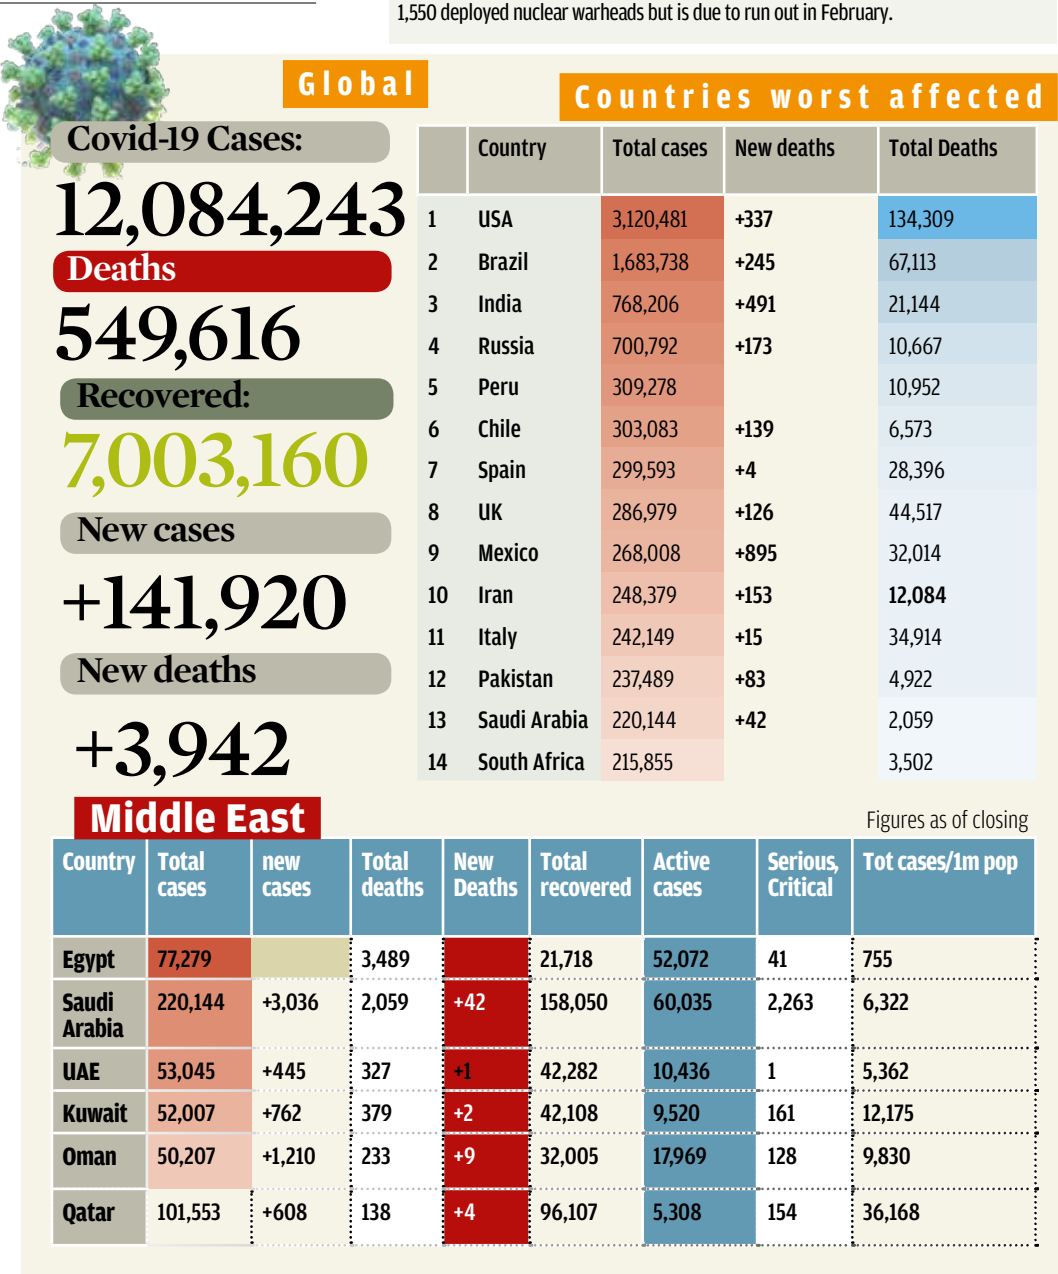 1,550 deployed nuclear warheads but is due to run out in February.
Global
Covid-19 Cases:
12,084,243
Deaths
549,616
Recovered:
7,003,160
New cases
+141,920
New deaths
+3,942
Countries worst affected
Country Total cases New deaths Total Deaths
1 USA 3,120,481 +337 134,309
2 Brazil 1,683,738 +245 67,113
3 India 768,206 +491 21,144
4 Russia 700,792 +173 10,667
5 Peru 309,278 10,952
6 Chile 303,083 +139 6,573
7 Spain 299,593 +4 28,396
8 UK 286,979 +126 44,517
9 Mexico 268,008 +895 32,014
10 Iran 248,379 +153 12,084
11 Italy 242,149 +15 34,914
12 Pakistan 237,489 +83 4,922
13 Saudi Arabia 220,144 +42 2,059
14 South Africa 215,855 3,502
Middle East
Figures as of closing
Country Total new Total New Total Active Serious, Tot cases/1m pop
cases cases deaths Deaths recovered cases Critical
Egypt 77,279 3,489 21,718 52,072 41 755
Saudi 220,144 +3,036 2,059 +42 158,050 60,035 2,263 6,322
Arabia
UAE 53,045 +445 327 +1 42,282 10,436 1 5,362
Kuwait 52,007 +762 379 +2 42,108 9,520 161 12,175
Oman 50,207 +1,210 233 +9 32,005 17,969 128 9,830
Qatar 101,553 +608 138 +4 96,107 5,308 154 36,168